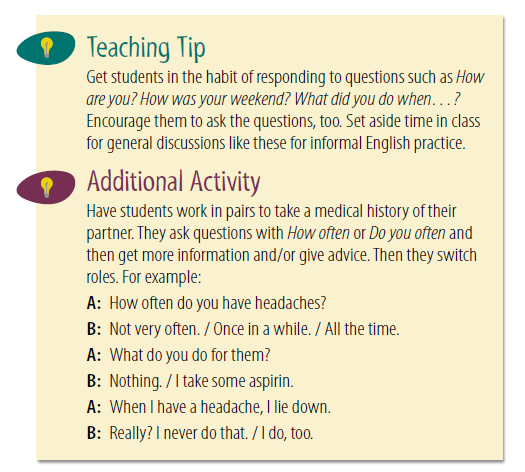 Teaching Tip
Get students in the habit of responding to questions such as How
are you? How was your weekend? What did you do when. . . ?
Encourage them to ask the questions, too. Set aside time in class
for general discussions like these for informal English practice.
Additional Activity
Have students work in pairs to take a medical history of their
partner. They ask questions with How often or Do you often and
then get more information and/or give advice. Then they switch
roles. For example:
A: How often do you have headaches?
B: Not very often. / Once in a while. / All the time.
A: What do you do for them?
B: Nothing. / I take some aspirin.
A: When I have a headache, I lie down.
B: Really? I never do that. / I do, too.